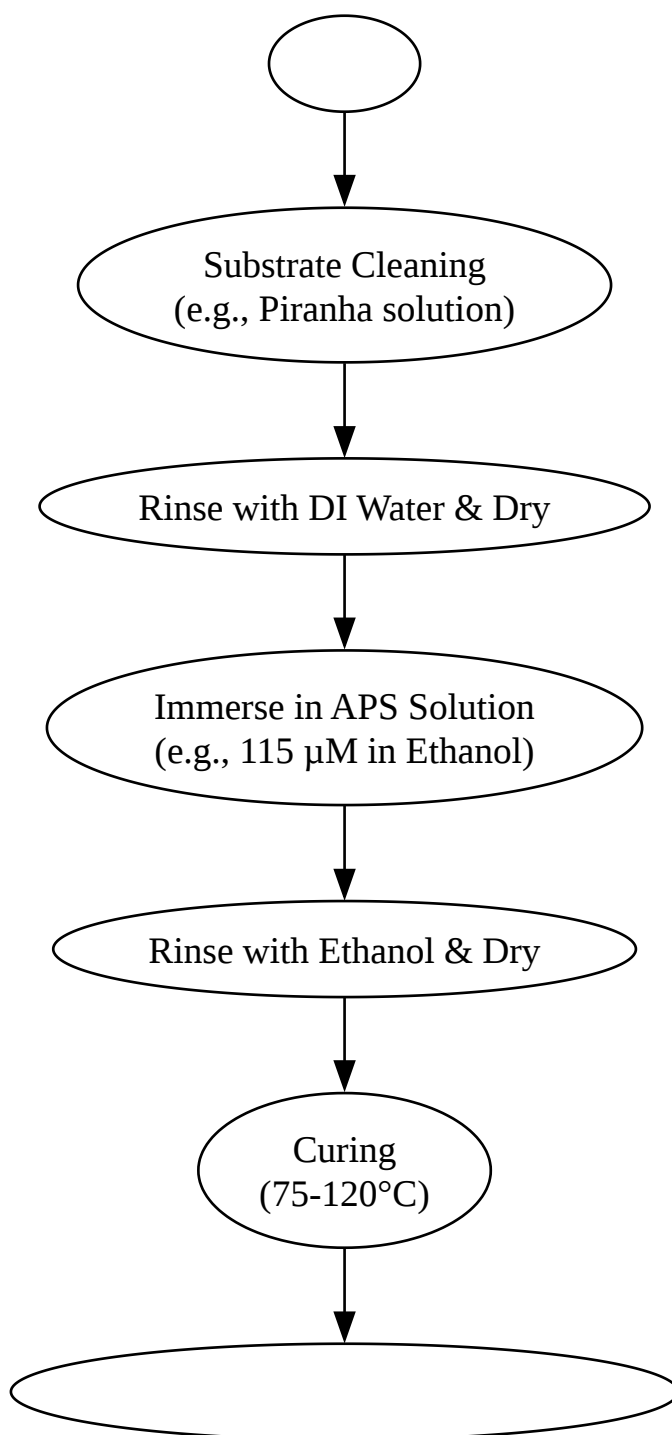 Substrate Cleaning
(e.g., Piranha solution)
Rinse with DI Water & Dry
Immerse in APS Solution
(e.g., 115 µM in Ethanol)
Rinse with Ethanol & Dry
Curing
(75-120°C)